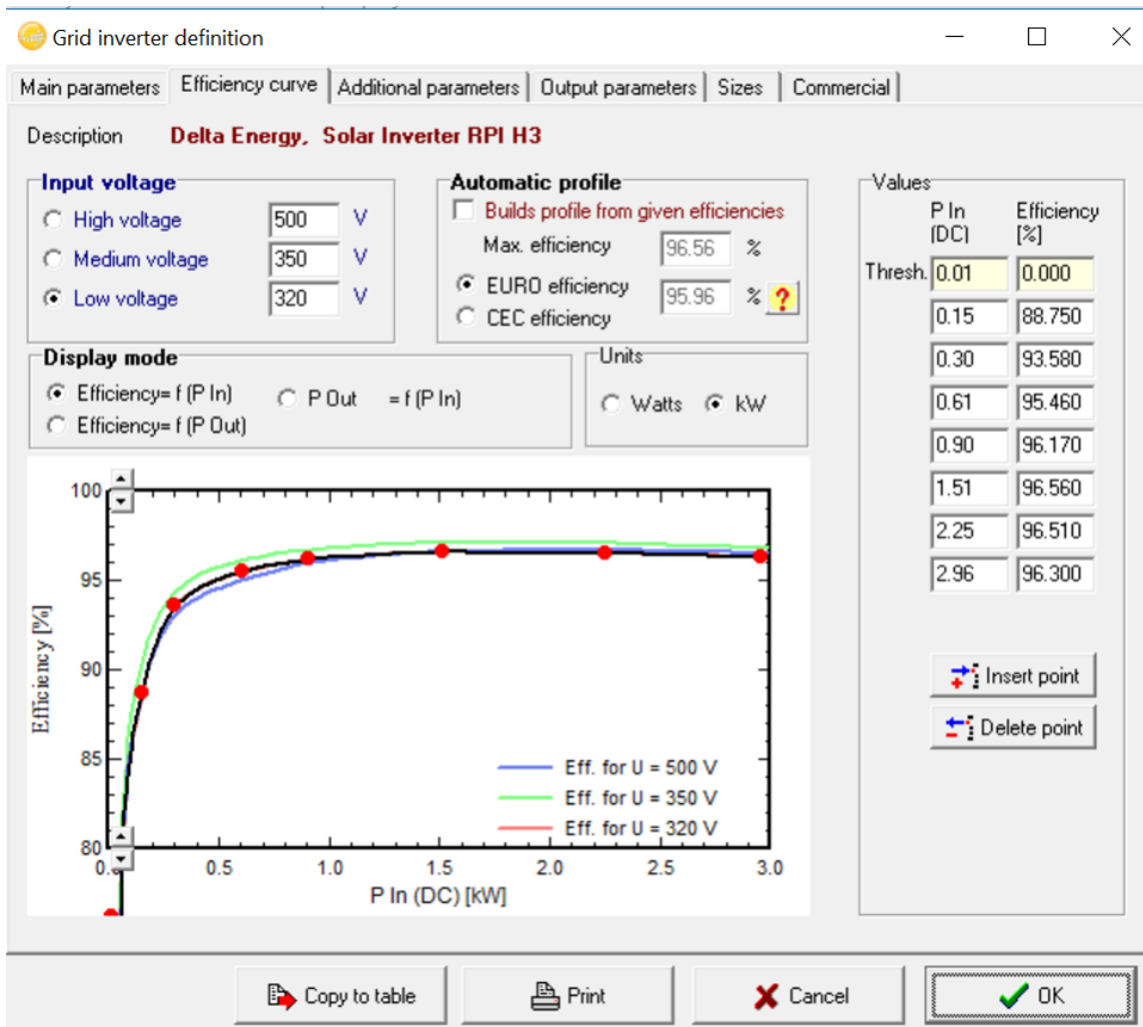 Grid inverter definition
Main parameters Efficiency curve Additional parameters Output parameters Sizes Commercial
Description Delta Energy, Solar Inverter RPI H3
Input voltage
High voltage 500 V
Medium voltage 350 V
Low voltage 320 V
Automatic profile
Builds profile from given efficiencies
Max. efficiency 96.56 %
EURO efficiency 95.96 % ?
CEC efficiency
Display mode
Efficiency= f (P In) P Out = f (P In)
Efficiency= f (P Out)
Units
Watts kW
Values
P In (DC) Efficiency [%]
Thresh. 0.01 0.000
0.15 88.750
0.30 93.580
0.61 95.460
0.90 96.170
1.51 96.560
2.25 96.510
2.96 96.300
Insert point
Delete point
100
95
90
85
80
Efficiency [%]
Eff. for U = 500 V
Eff. for U = 350 V
Eff. for U = 320 V
0. 0.5 1.0 1.5 2.0 2.5 3.0
P In (DC) [kW]
Copy to table Print Cancel OK